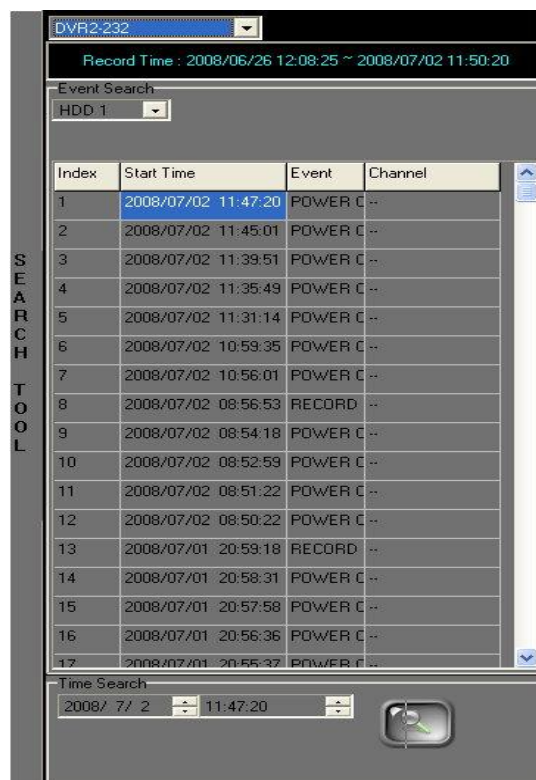 DVR2-232
Record Time : 2008/06/26 12:08:25 ~ 2008/07/02 11:50:20
Event Search
HDD 1
Index Start Time Event Channel
1 2008/07/02 11:47:20 POWER C --
2 2008/07/02 11:45:01 POWER C --
3 2008/07/02 11:39:51 POWER C --
4 2008/07/02 11:35:49 POWER C --
5 2008/07/02 11:31:14 POWER C --
6 2008/07/02 10:59:35 POWER C --
7 2008/07/02 10:56:01 POWER C --
8 2008/07/02 08:56:53 RECORD --
9 2008/07/02 08:54:18 POWER C --
10 2008/07/02 08:52:59 POWER C --
11 2008/07/02 08:51:22 POWER C --
12 2008/07/02 08:50:22 POWER C --
13 2008/07/01 20:59:18 RECORD --
14 2008/07/01 20:58:31 POWER C --
15 2008/07/01 20:57:58 POWER C --
16 2008/07/01 20:56:36 POWER C --
17 2008/07/01 20:55:37 POWER C --
Time Search
2008/ 7/ 2 11:47:20
SEARCH TOOL